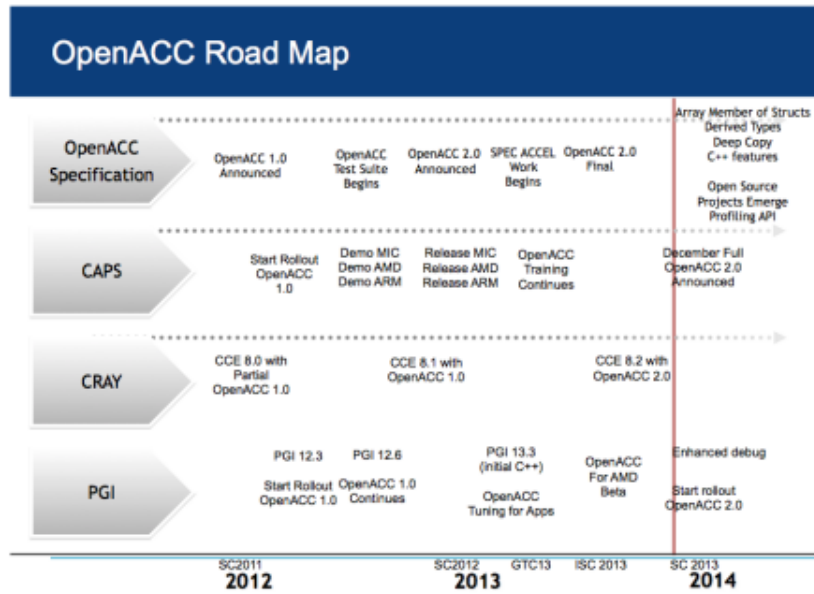 OpenACC Road Map
OpenACC
Specification
OpenACC 1.0
Announced
OpenACC
Test Suite
Begins
OpenACC 2.0
Announced
SPEC ACCEL
Work
Begins
OpenACC 2.0
Final
Array Member of Structs
Derived Types
Deep Copy
C++ features
Open Source
Projects Emerge
Profiling API
CAPS
Start Rollout
OpenACC
1.0
Demo MIC
Demo AMD
Demo ARM
Release MIC
Release AMD
Release ARM
OpenACC
Training
Continues
December Full
OpenACC 2.0
Announced
CRAY
CCE 8.0 with
Partial
OpenACC 1.0
CCE 8.1 with
OpenACC 1.0
CCE 8.2 with
OpenACC 2.0
PGI
PGI 12.3
Start Rollout
OpenACC 1.0
PGI 12.6
OpenACC 1.0
Continues
PGI 13.3
(initial C++)
OpenACC
Tuning for Apps
OpenACC
For AMD
Beta
Enhanced debug
Start rollout
OpenACC 2.0
SC2011
2012
SC2012
2013
GTC13
ISC 2013
SC 2013
2014